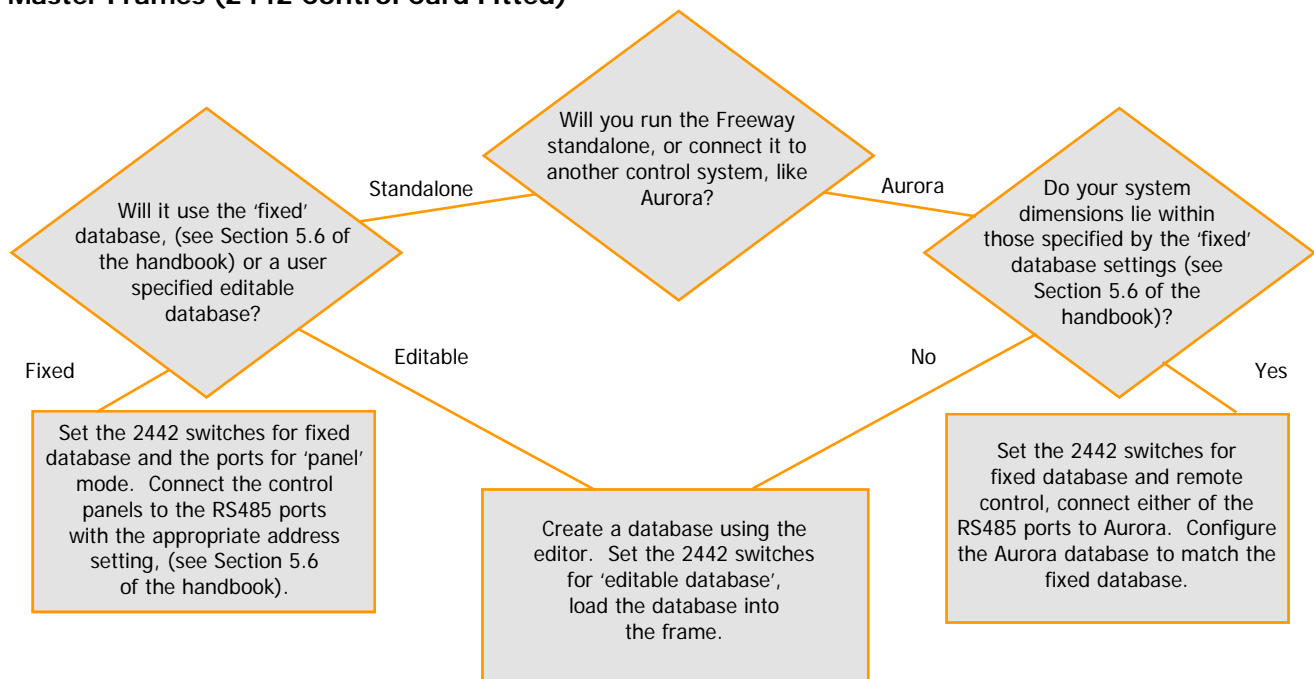 Master Frames (2442 Control Card Fitted)
Will you run the Freeway
standalone, or connect it to
another control system, like
Aurora?
Standalone
Aurora
Will it use the ‘fixed’
database, (see Section 5.6 of
the handbook) or a user
specified editable
database?
Do your system
dimensions lie within
those specified by the ‘fixed’
database settings (see
Section 5.6 of the
handbook)?
Fixed
Editable
No
Yes
Set the 2442 switches for fixed
database and the ports for ‘panel’
mode. Connect the control
panels to the RS485 ports
with the appropriate address
setting, (see Section 5.6
of the handbook).
Create a database using the
editor. Set the 2442 switches
for ‘editable database’,
load the database into
the frame.
Set the 2442 switches for
fixed database and remote
control, connect either of the
RS485 ports to Aurora. Configure
the Aurora database to match the
fixed database.